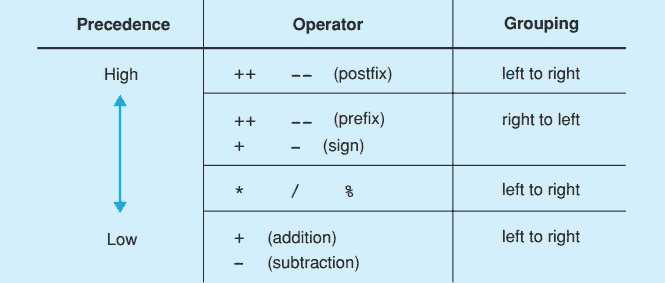 Precedence Operator Grouping
High ++ -- (postfix) left to right
++ -- (prefix) right to left
+ - (sign)
* / % left to right
Low + (addition) left to right
- (subtraction)